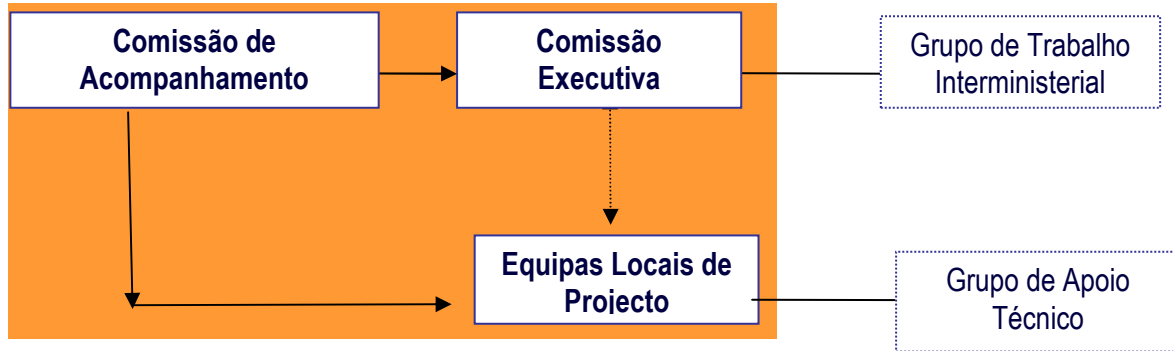 Comissão de
Acompanhamento
Comissão
Executiva
Grupo de Trabalho
Interministerial
Equipas Locais de
Projecto
Grupo de Apoio
Técnico